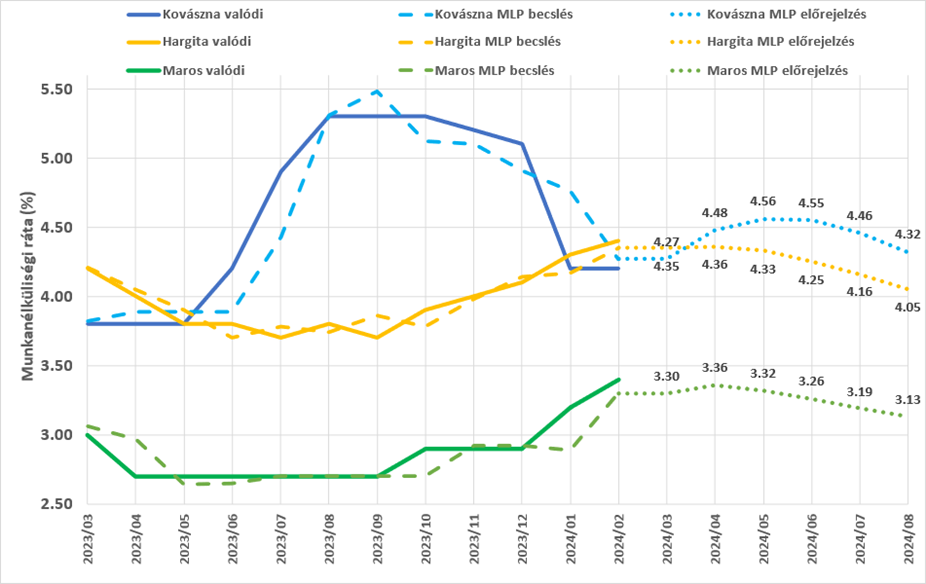 Kovászna valódi Kovászna MLP becslés Kovászna MLP előrejelzés
Hargita valódi Hargita MLP becslés Hargita MLP előrejelzés
Maros valódi Maros MLP becslés Maros MLP előrejelzés
Munkanélküliségi ráta (%)
5.50
5.00
4.50
4.00
3.50
3.00
2.50
4.27 4.48 4.56 4.55 4.46 4.32
4.35 4.36 4.33 4.25 4.16 4.05
3.30 3.36 3.32 3.26 3.19 3.13
2023/03 2023/04 2023/05 2023/06 2023/07 2023/08 2023/09 2023/10 2023/11 2023/12 2024/01 2024/02 2024/03 2024/04 2024/05 2024/06 2024/07 2024/08